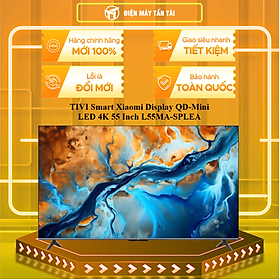 ĐIỆN MÁY TẤN TÀI
Hàng chính hãng
MỚI 100%
Giao siêu nhanh
TIẾT KIỆM
Lỗi là
ĐỔI MỚI
Bảo hành
TOÀN QUỐC
TIVI Smart Xiaomi Display QD-Mini
LED 4K 55 Inch L55MA-SPLEA